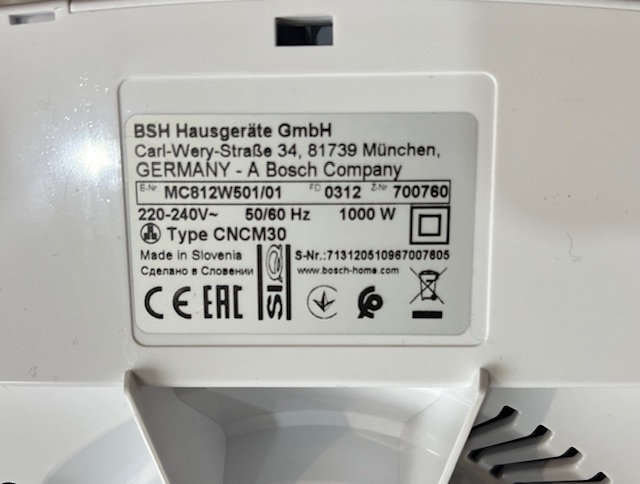 BSH Hausgeräte GmbH
Carl-Wery-Straße 34, 81739 München,
GERMANY - A Bosch Company
E-Nr MC812W501/01 FD 0312 Z-Nr 700760
220-240V~ 50/60 Hz 1000 W
Type CNCM30
Made in Slovenia S-Nr.:713120510967007605
Сделано в Словении www.bosch-home.com
CE EAC SIQ